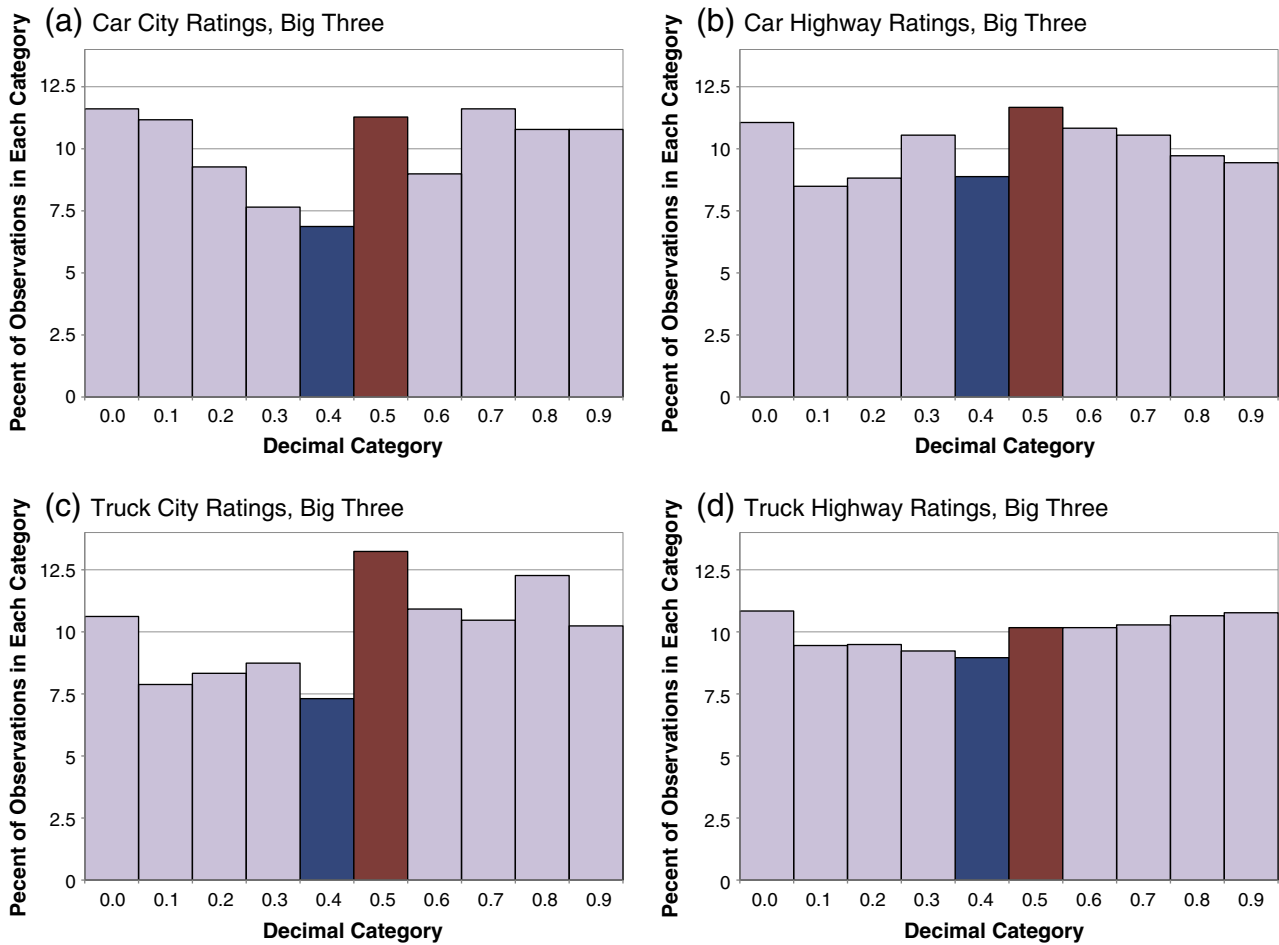 (a) Car City Ratings, Big Three
Pecent of Observations in Each Category
12.5
10
7.5
5
2.5
0
0.0 0.1 0.2 0.3 0.4 0.5 0.6 0.7 0.8 0.9
Decimal Category
(b) Car Highway Ratings, Big Three
Pecent of Observations in Each Category
12.5
10
7.5
5
2.5
0
0.0 0.1 0.2 0.3 0.4 0.5 0.6 0.7 0.8 0.9
Decimal Category
(c) Truck City Ratings, Big Three
Pecent of Observations in Each Category
12.5
10
7.5
5
2.5
0
0.0 0.1 0.2 0.3 0.4 0.5 0.6 0.7 0.8 0.9
Decimal Category
(d) Truck Highway Ratings, Big Three
Pecent of Observations in Each Category
12.5
10
7.5
5
2.5
0
0.0 0.1 0.2 0.3 0.4 0.5 0.6 0.7 0.8 0.9
Decimal Category